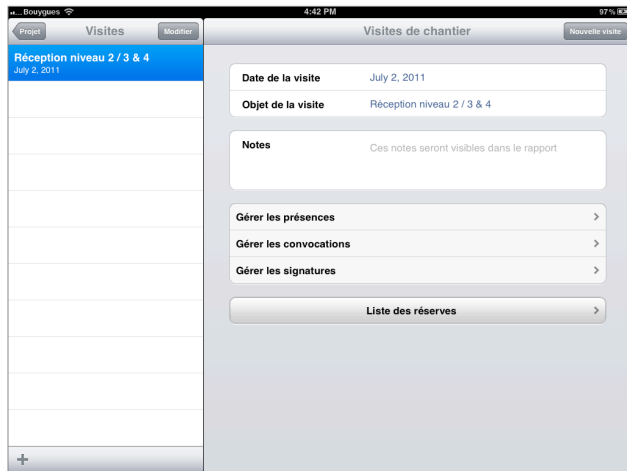 ... Bouygues 4:42 PM 97%
Projet Visites Modifier Visites de chantier Nouvelle visite
Réception niveau 2 / 3 & 4
July 2, 2011
Date de la visite July 2, 2011
Objet de la visite Réception niveau 2 / 3 & 4
Notes Ces notes seront visibles dans le rapport
Gérer les présences
Gérer les convocations
Gérer les signatures
Liste des réserves